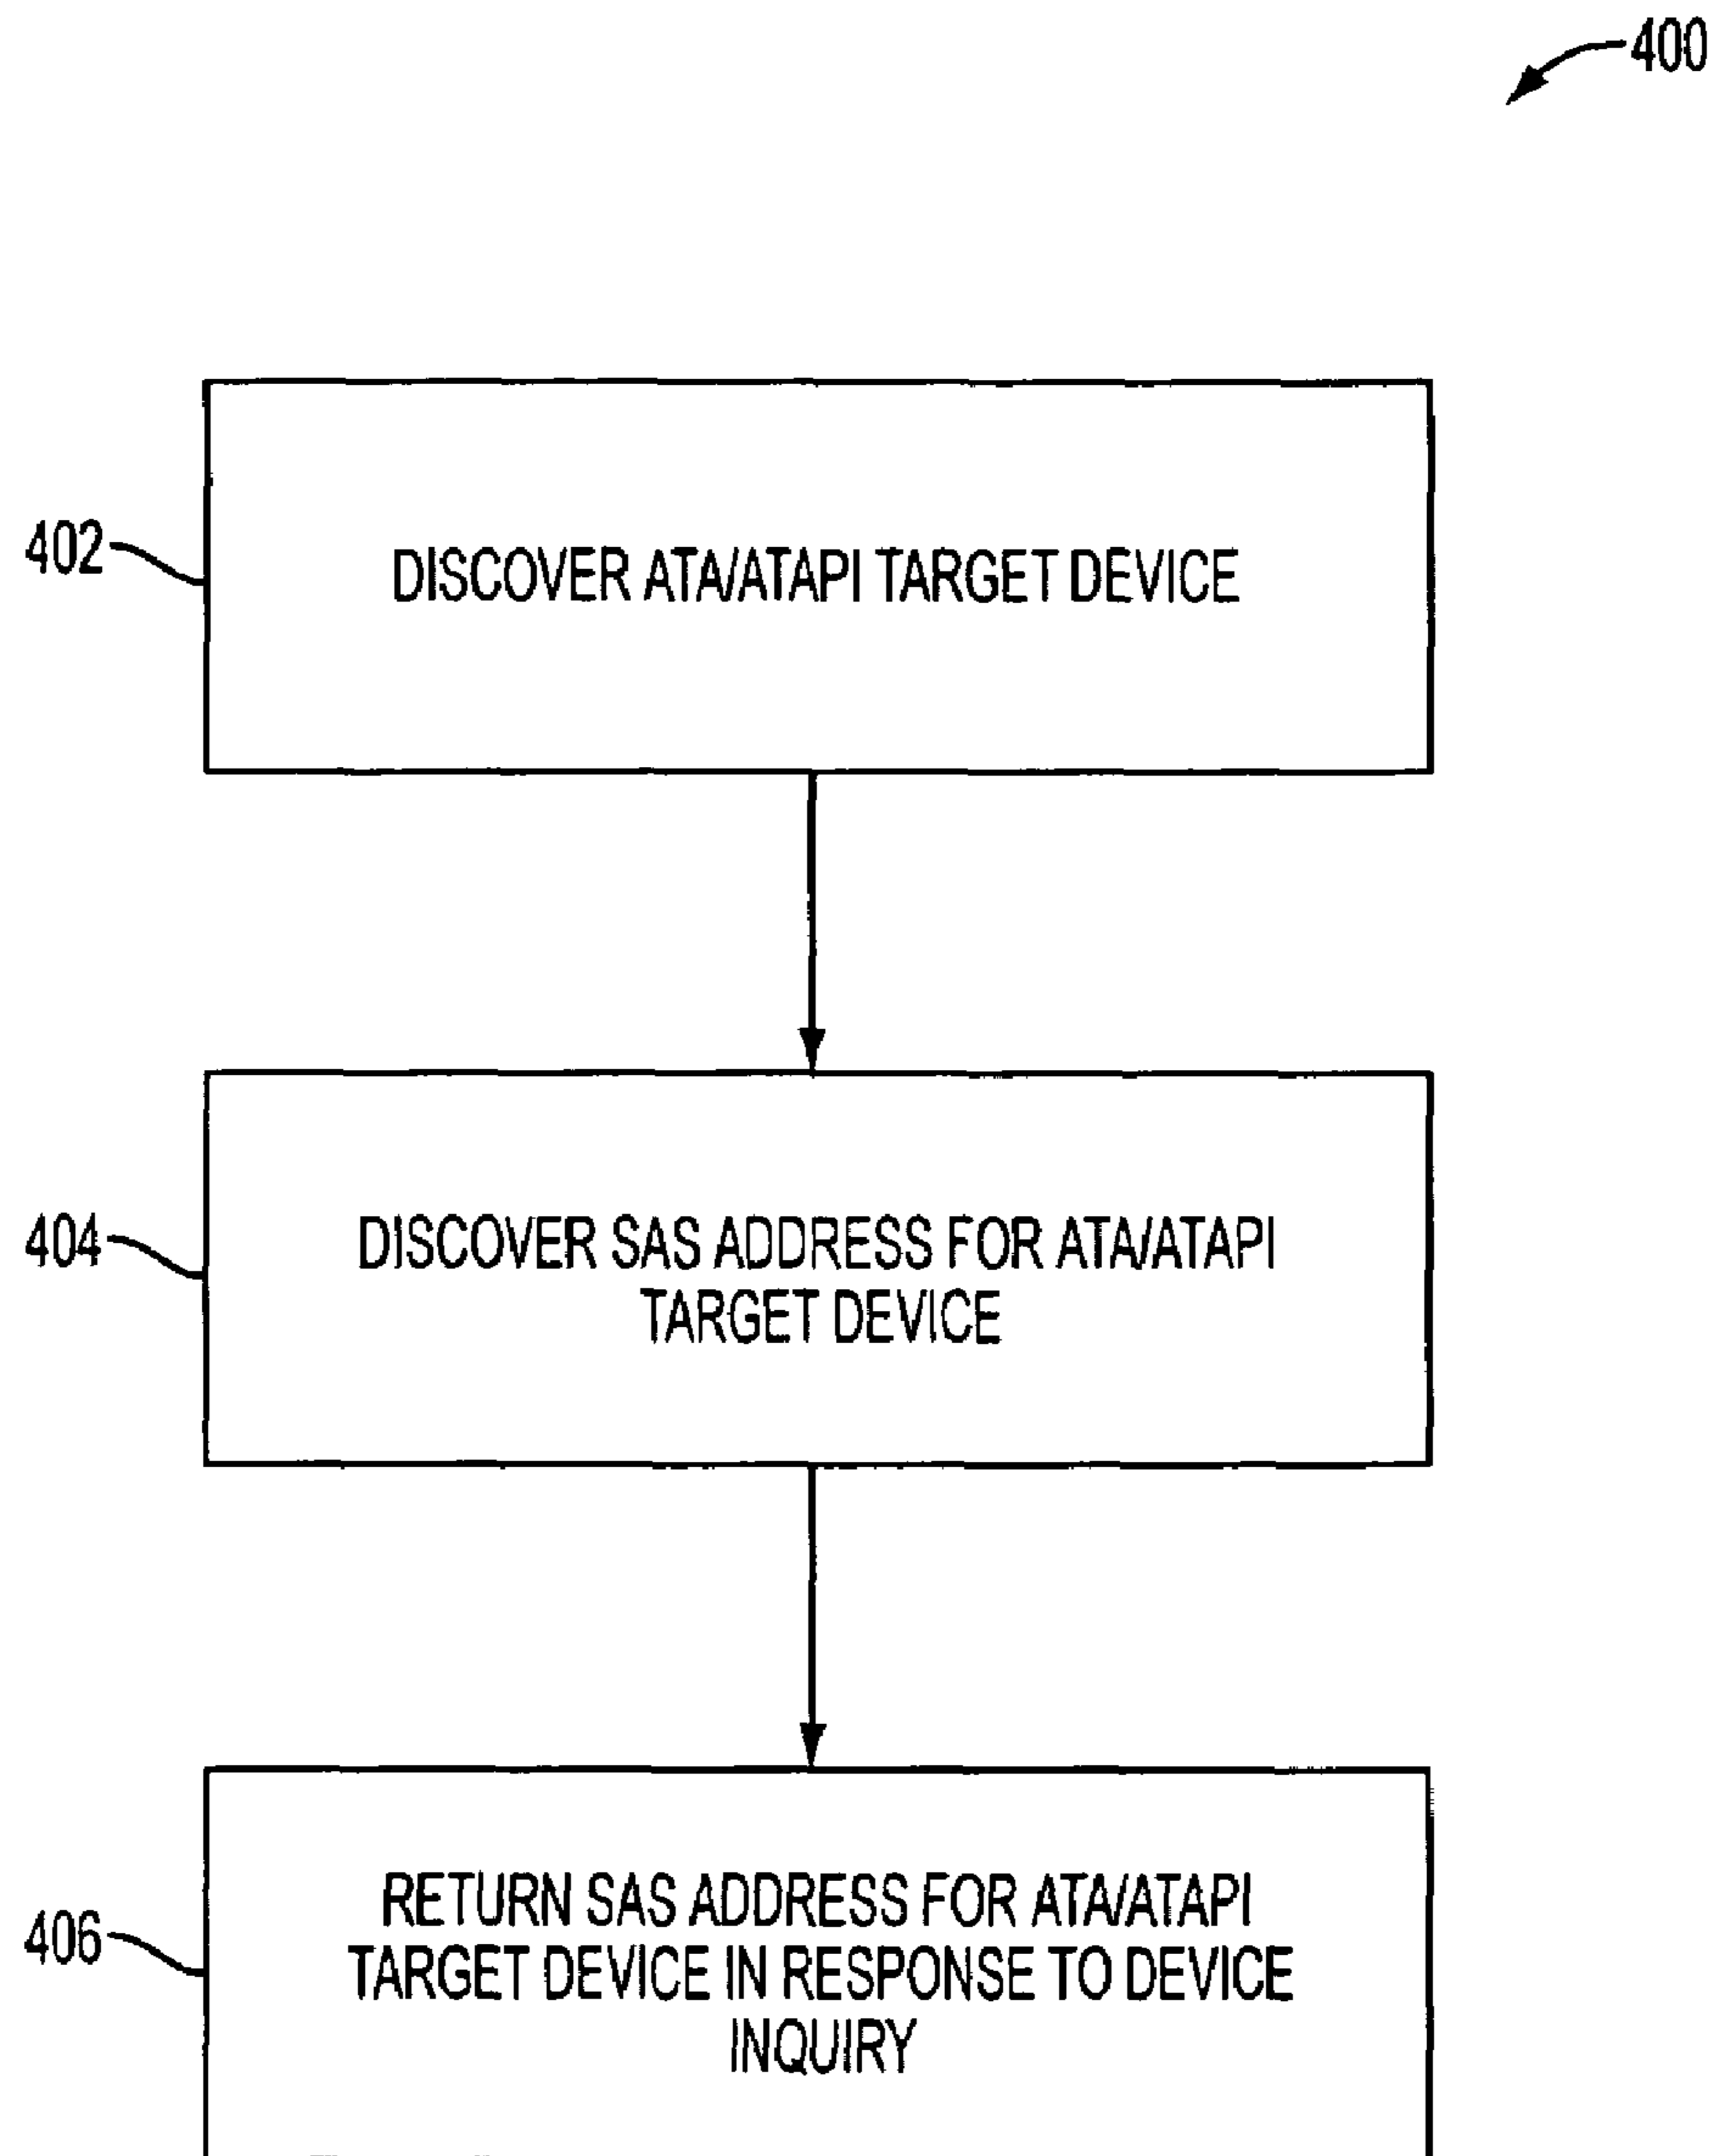 400
402
DISCOVER ATA/ATAPI TARGET DEVICE
404
DISCOVER SAS ADDRESS FOR ATA/ATAPI
TARGET DEVICE
406
RETURN SAS ADDRESS FOR ATA/ATAPI
TARGET DEVICE IN RESPONSE TO DEVICE
INQUIRY